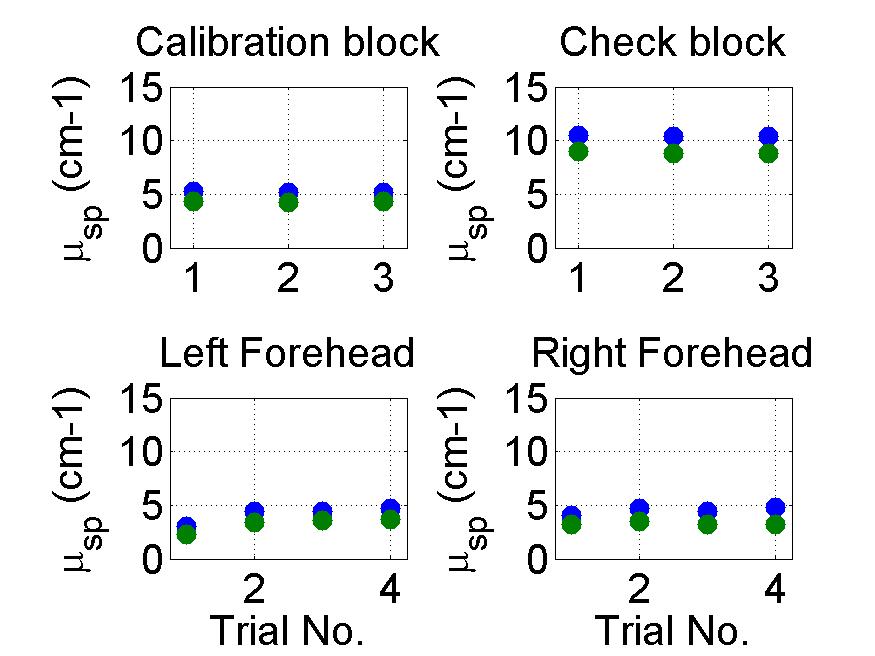 Calibration block
μsp (cm-1)
15
10
5
0
1 2 3
Check block
μsp (cm-1)
15
10
5
0
1 2 3
Left Forehead
μsp (cm-1)
15
10
5
0
2 4
Trial No.
Right Forehead
μsp (cm-1)
15
10
5
0
2 4
Trial No.